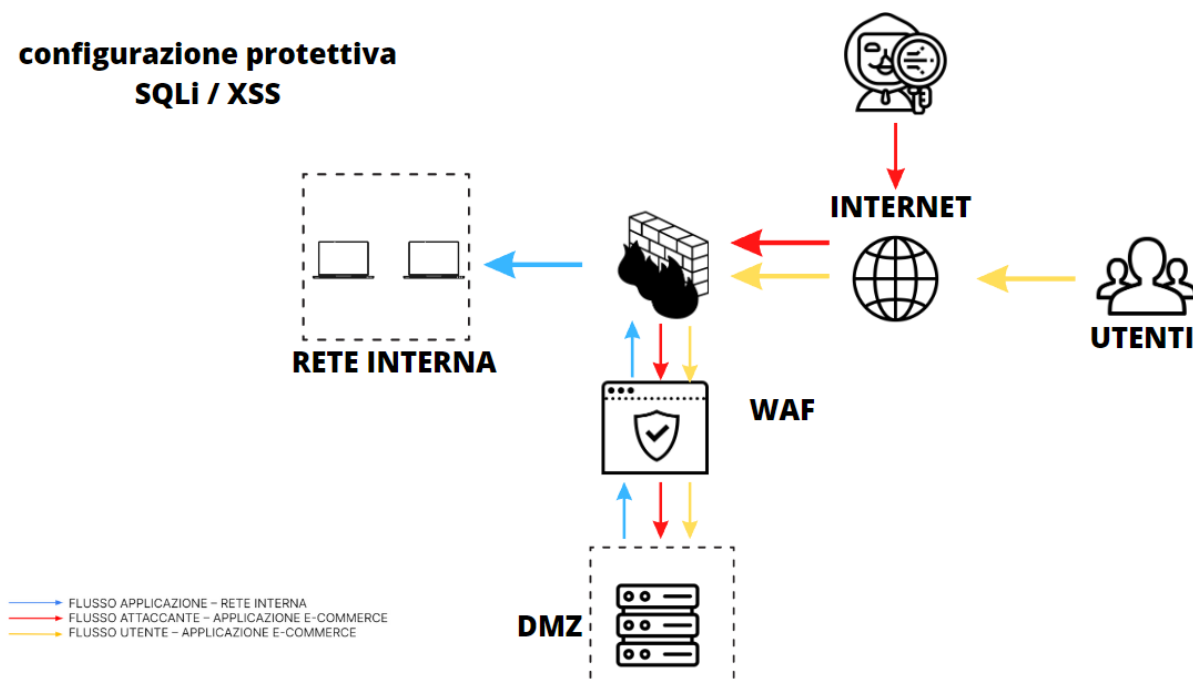 configurazione protettiva
SQLi / XSS
INTERNET
UTENTI
RETE INTERNA
WAF
DMZ
FLUSSO APPLICAZIONE – RETE INTERNA
FLUSSO ATTACCANTE – APPLICAZIONE E-COMMERCE
FLUSSO UTENTE – APPLICAZIONE E-COMMERCE